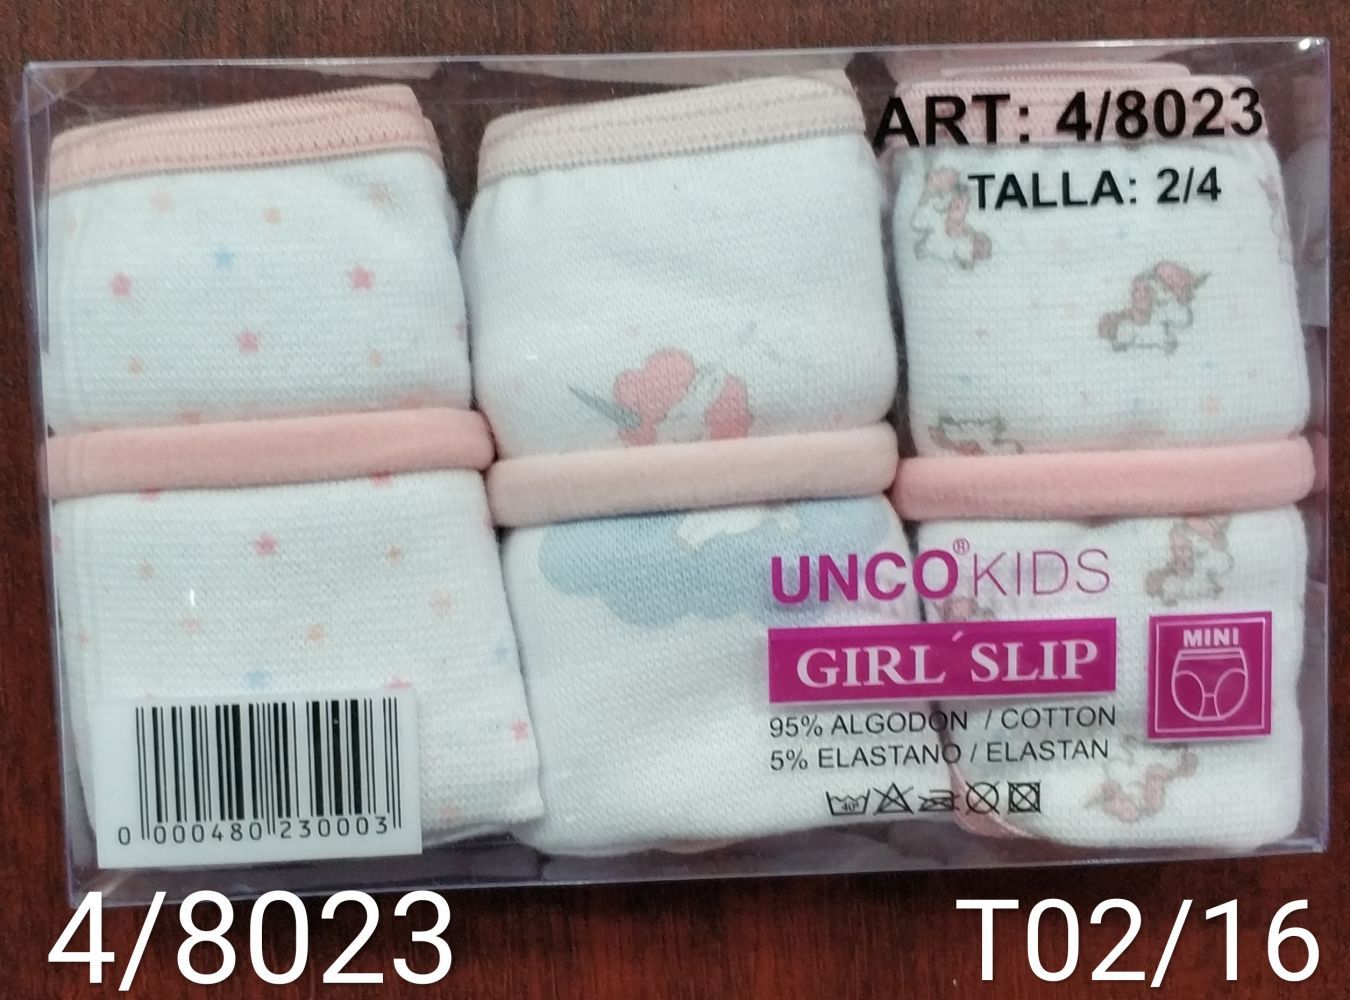 ART: 4/8023
TALLA: 2/4
UNCO® KIDS
GIRL´SLIP
MINI
95% ALGODON / COTTON
5% ELASTANO / ELASTAN
40°
0 000480 230003
4/8023
T02/16